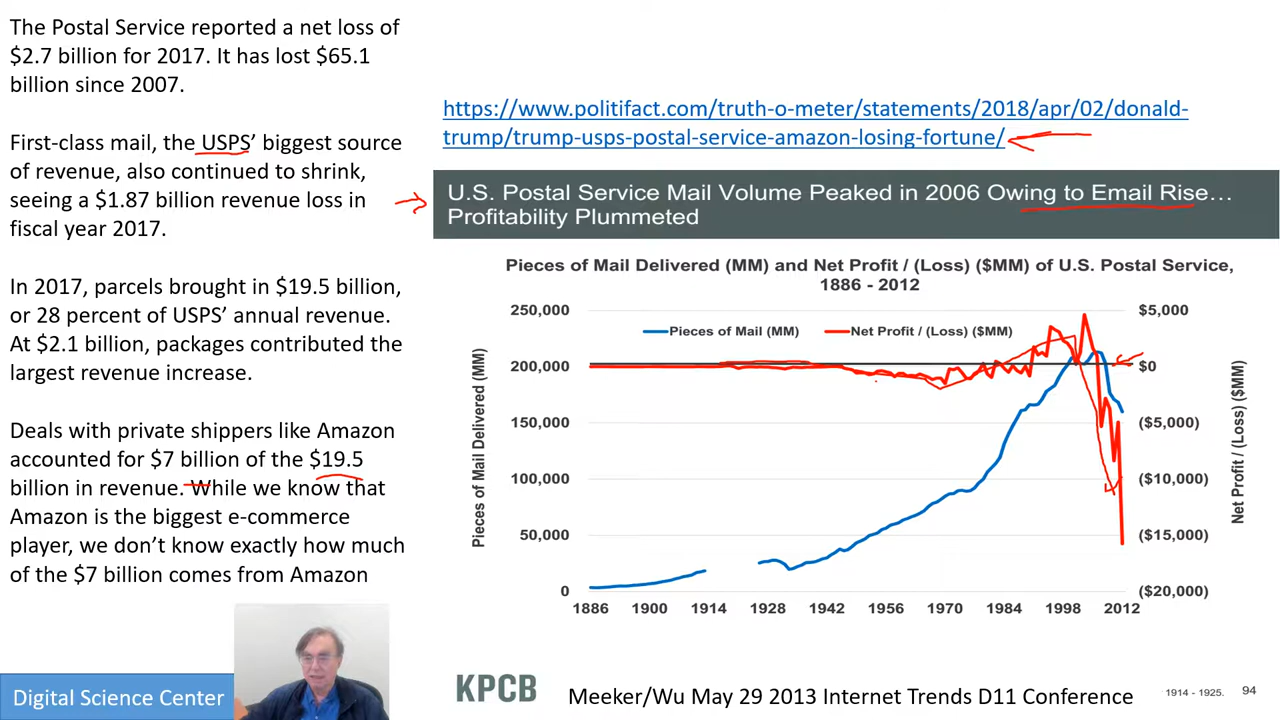 The Postal Service reported a net loss of
$2.7 billion for 2017. It has lost $65.1
billion since 2007.
First-class mail, the USPS’ biggest source
of revenue, also continued to shrink,
seeing a $1.87 billion revenue loss in
fiscal year 2017.
In 2017, parcels brought in $19.5 billion,
or 28 percent of USPS’ annual revenue.
At $2.1 billion, packages contributed the
largest revenue increase.
Deals with private shippers like Amazon
accounted for $7 billion of the $19.5
billion in revenue. While we know that
Amazon is the biggest e-commerce
player, we don’t know exactly how much
of the $7 billion comes from Amazon
https://www.politifact.com/truth-o-meter/statements/2018/apr/02/donald-
trump/trump-usps-postal-service-amazon-losing-fortune/
U.S. Postal Service Mail Volume Peaked in 2006 Owing to Email Rise…
Profitability Plummeted
Pieces of Mail Delivered (MM) and Net Profit / (Loss) ($MM) of U.S. Postal Service,
1886 - 2012
Pieces of Mail (MM)
Net Profit / (Loss) ($MM)
Pieces of Mail Delivered (MM)
250,000
200,000
150,000
100,000
50,000
0
$5,000
$0
($5,000)
($10,000)
($15,000)
($20,000)
Net Profit / (Loss) ($MM)
1886 1900 1914 1928 1942 1956 1970 1984 1998 2012
Digital Science Center
KPCB
Meeker/Wu May 29 2013 Internet Trends D11 Conference
1914 - 1925.
94